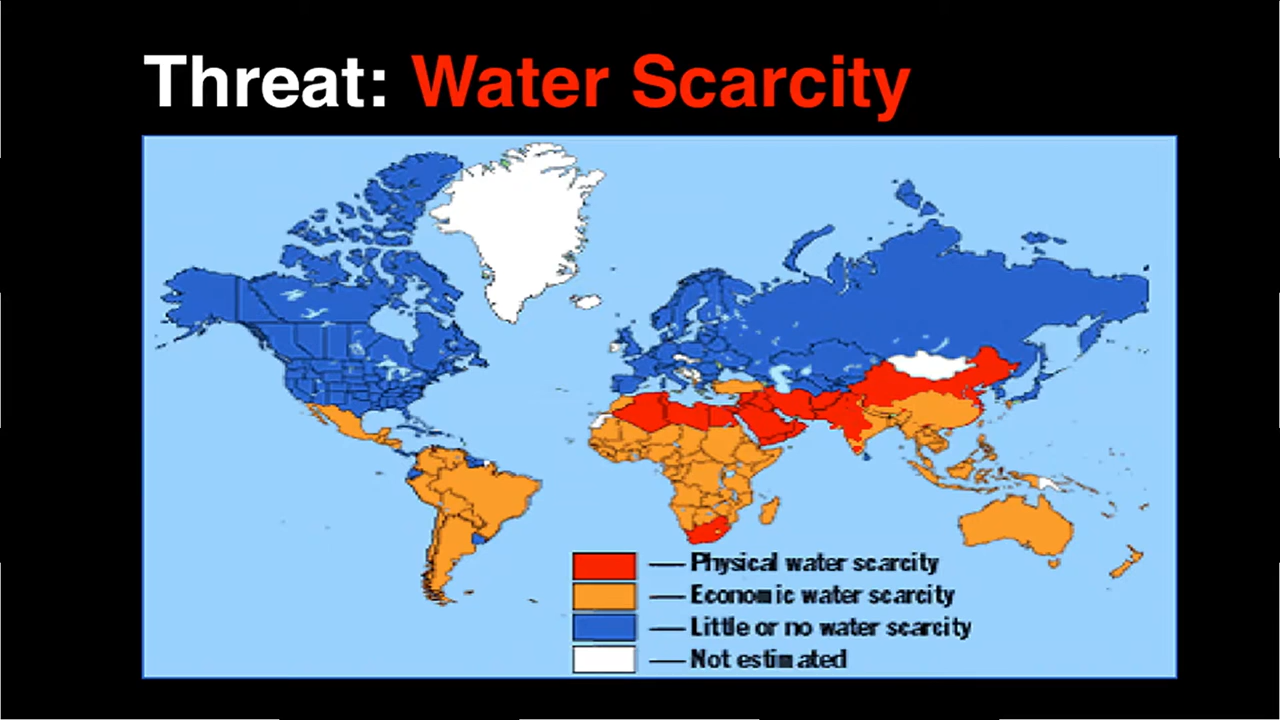 Threat: Water Scarcity
Physical water scarcity
Economic water scarcity
Little or no water scarcity
Not estimated